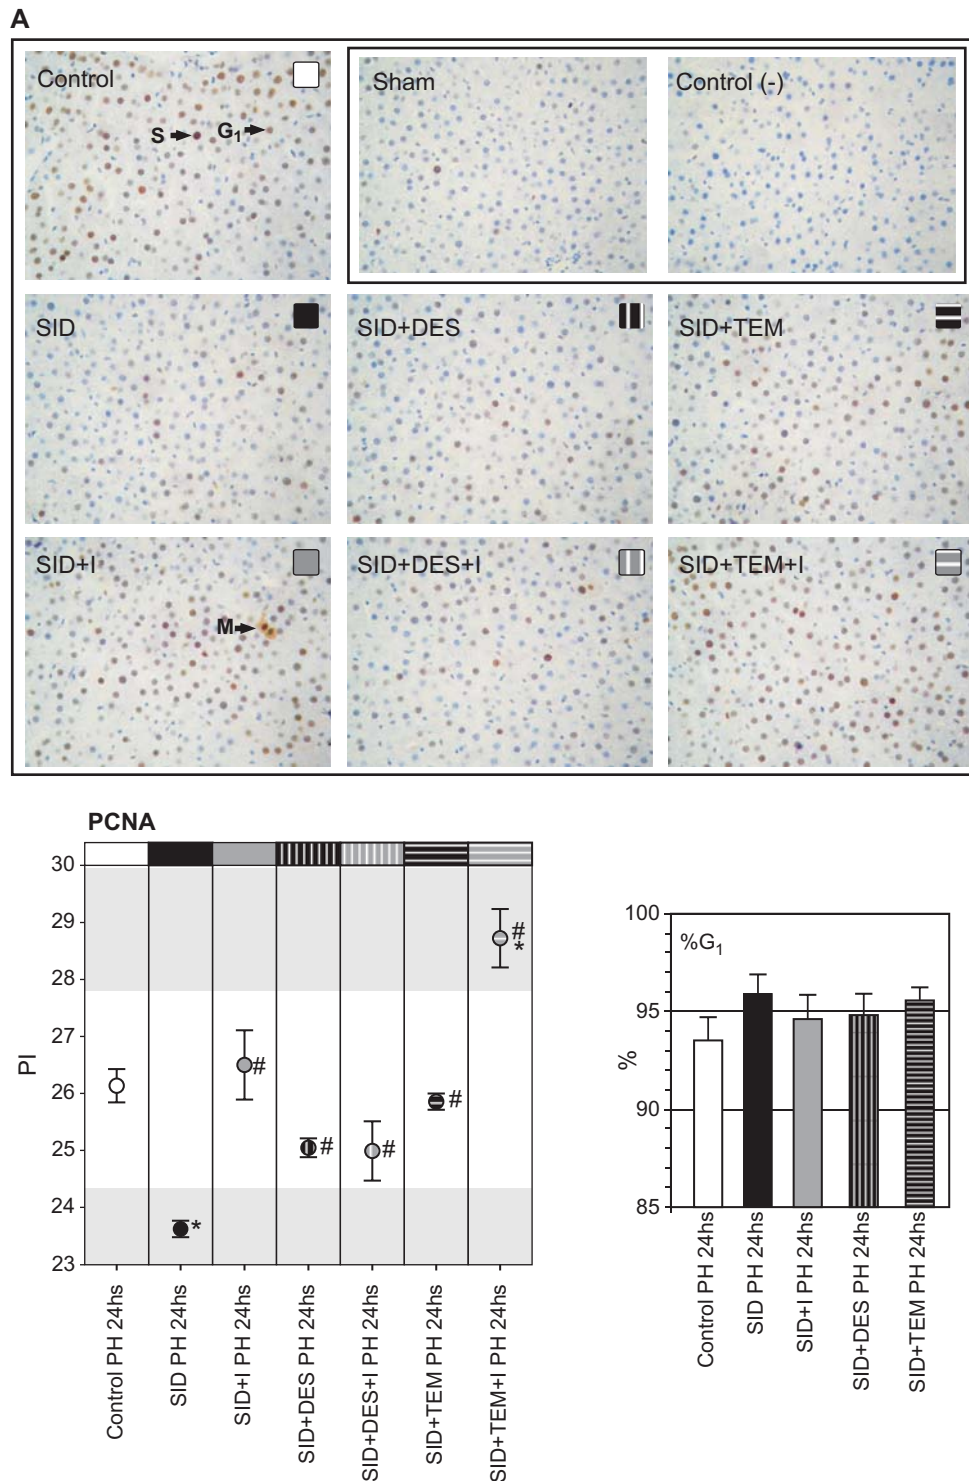 A
Control
S
G1
Sham
Control (-)
SID
SID+DES
SID+TEM
SID+I
M
SID+DES+I
SID+TEM+I
PCNA
30
29
28
27
26
25
24
23
PI
#
#
#
#
#
*
*
Control PH 24hs
SID PH 24hs
SID+I PH 24hs
SID+DES PH 24hs
SID+DES+I PH 24hs
SID+TEM PH 24hs
SID+TEM+I PH 24hs
%G1
100
95
90
85
%
Control PH 24hs
SID PH 24hs
SID+I PH 24hs
SID+DES PH 24hs
SID+TEM PH 24hs